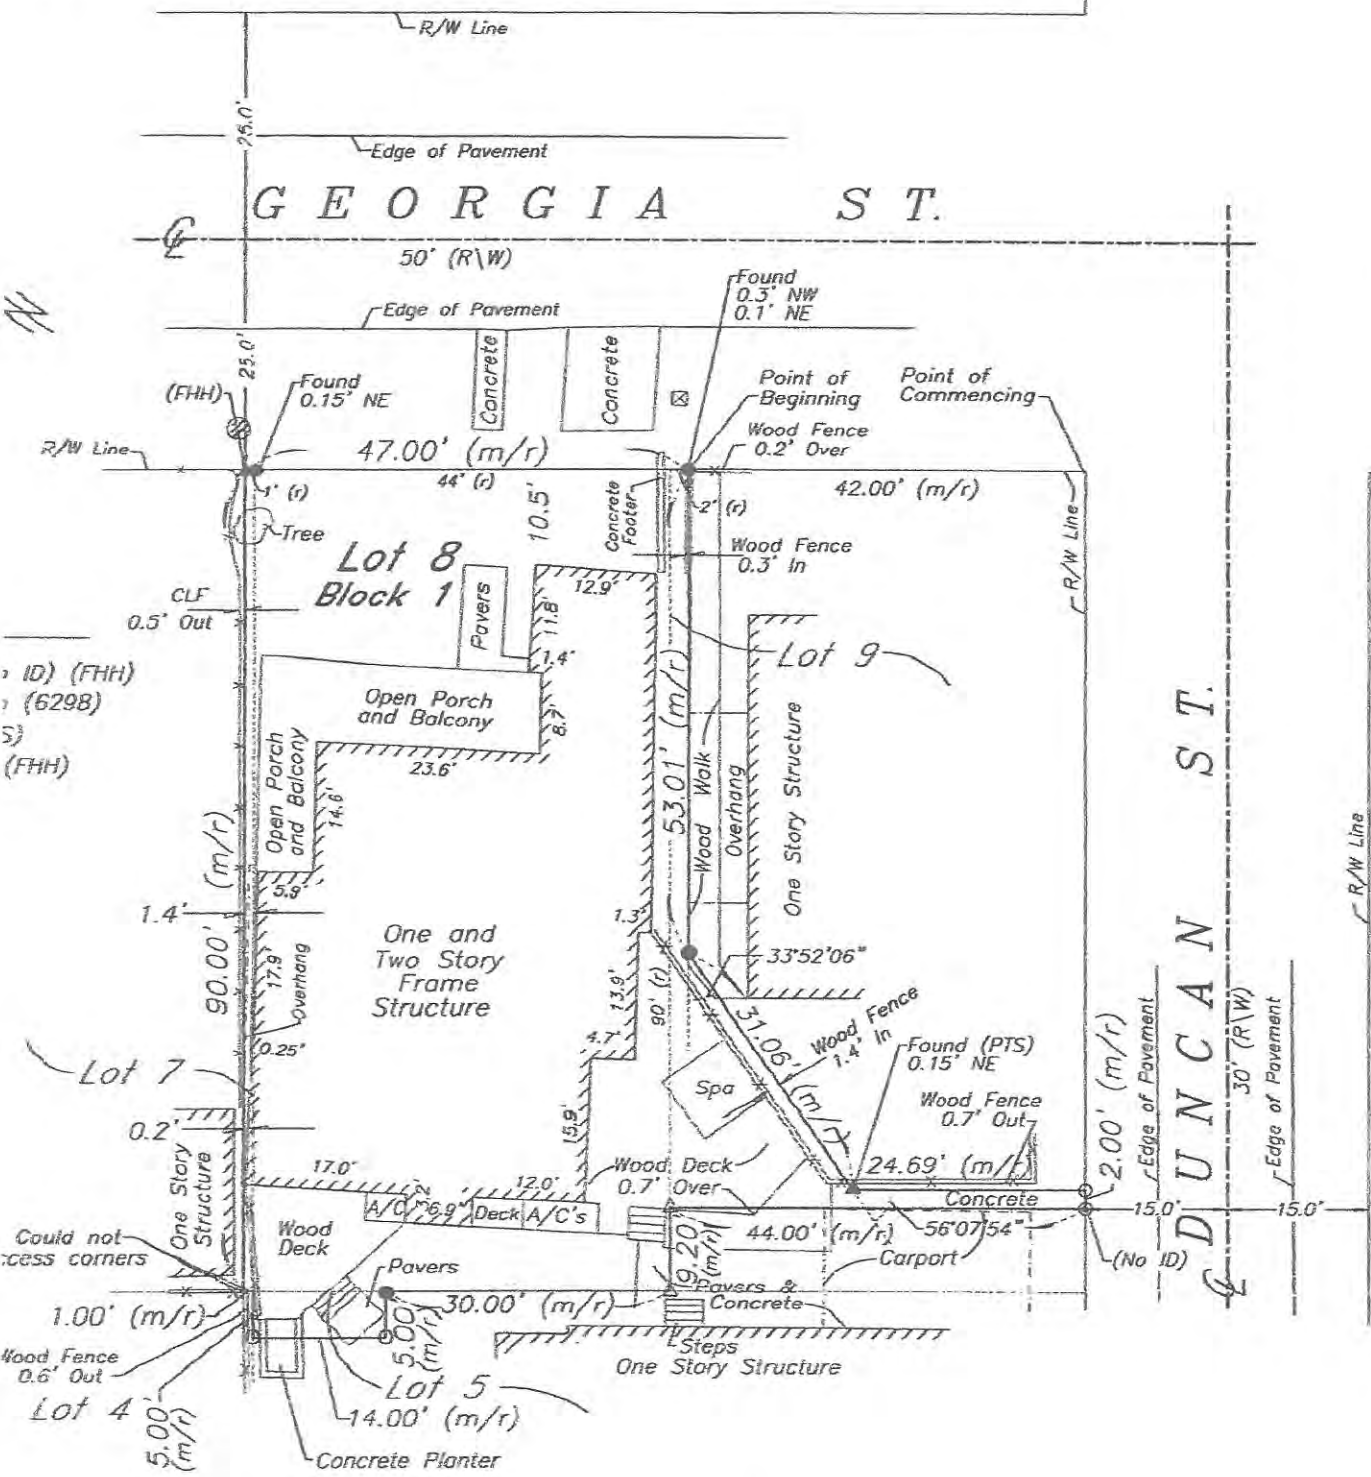 R/W Line
25.0'
Edge of Pavement
GEORGIA ST.
50' (R\W)
Found
0.3' NW
0.1' NE
Edge of Pavement
25.0'
(FHH)
Found
0.15' NE
Concrete
Concrete
Point of
Beginning
Point of
Commencing
Wood Fence
0.2' Over
R/W Line
47.00' (m/r)
44' (r)
1' (r)
2' (r)
42.00' (m/r)
10.5'
Concrete
Footer
Tree
Lot 8
Block 1
Wood Fence
0.3' In
R/W Line
CLF
0.5' Out
Pavers
12.9'
11.8'
1.4'
Lot 9
ID) (FHH)
(6298)
(FHH)
Open Porch
and Balcony
8.7'
23.6'
Open Porch
and Balcony
14.6'
53.01' (m/r)
Wood Walk
Overhang
One Story Structure
DUNCAN ST.
R/W Line
90.00' (m/r)
5.9'
1.4'
1.3'
17.9'
Overhang
One and
Two Story
Frame
Structure
13.9'
90' (r)
33°52'06"
31.06' (m/r)
Wood Fence
1.4' In
Found (PTS)
0.15' NE
0.25'
4.7'
Lot 7
Spa
Wood Fence
0.7' Out
2.00' (m/r)
Edge of Pavement
30' (R\W)
Edge of Pavement
0.2'
One Story
Structure
15.9'
17.0'
12.0'
Wood Deck
0.7' Over
24.69' (m/r)
Concrete
A/C
3.2'
6.9'
Deck
A/C's
15.0'
15.0'
Could not
cess corners
Wood
Deck
9.20'
(m/r)
44.00' (m/r)
56°07'54"
Carport
(No ID)
Pavers
Pavers &
Concrete
1.00' (m/r)
30.00' (m/r)
5.00'
(m/r)
Wood Fence
0.6' Out
Steps
One Story Structure
Lot 4
Lot 5
5.00'
(m/r)
14.00' (m/r)
Concrete Planter